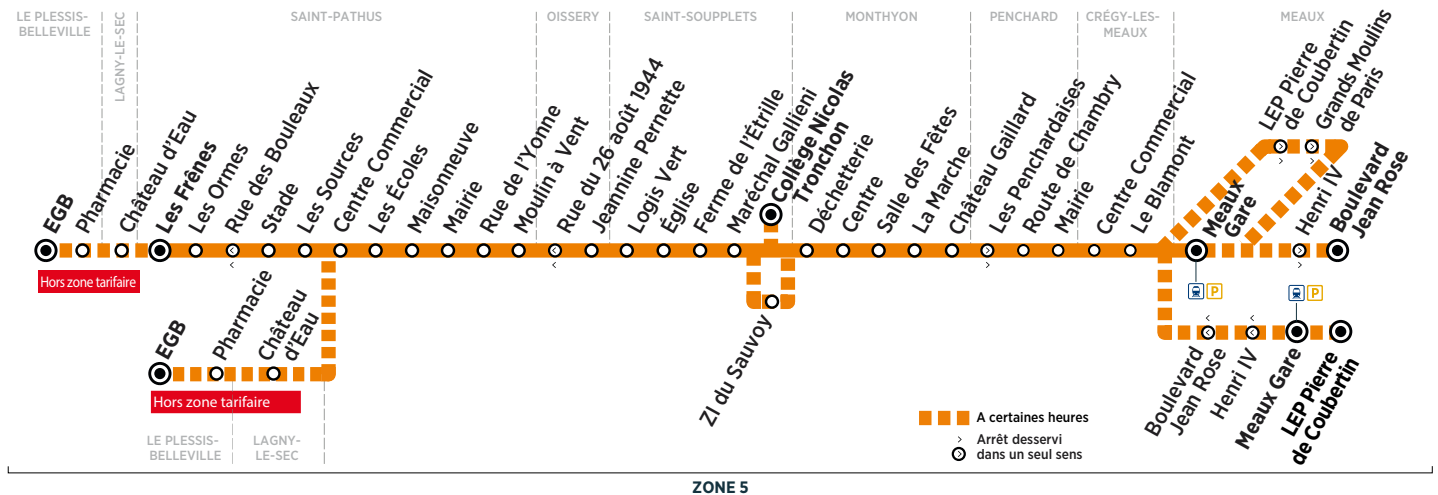 LE PLESSIS-
BELLEVILLE
LAGNY-LE-SEC
SAINT-PATHUS
OISSERY
SAINT-SOUPPLETS
MONTHYON
PENCHARD
CRÉGY-LES-
MEAUX
MEAUX
EGB
Pharmacie
Château d'Eau
Les Frênes
Les Ormes
Rue des Bouleaux
Stade
Les Sources
Centre Commercial
Les Écoles
Maisonneuve
Mairie
Rue de l'Yonne
Moulin à Vent
Rue du 26 août 1944
Jeannine Pernette
Logis Vert
Église
Ferme de l'Étrille
Maréchal Gallieni
Collège Nicolas
Tronchon
Déchetterie
Centre
Salle des Fêtes
La Marche
Château Gaillard
Les Penchardaises
Route de Chambry
Mairie
Centre Commercial
Le Blamont
Meaux
Gare
LEP Pierre
de Coubertin
Grands Moulins
de Paris
Henri IV
Boulevard
Jean Rose
Hors zone tarifaire
P
P
EGB
Pharmacie
Château
d'Eau
Hors zone tarifaire
ZI du Sauvoy
Boulevard
Jean Rose
Henri IV
Meaux Gare
LEP Pierre
de Coubertin
LE PLESSIS-
BELLEVILLE
LAGNY-
LE-SEC
A certaines heures
Arrêt desservi
dans un seul sens
ZONE 5